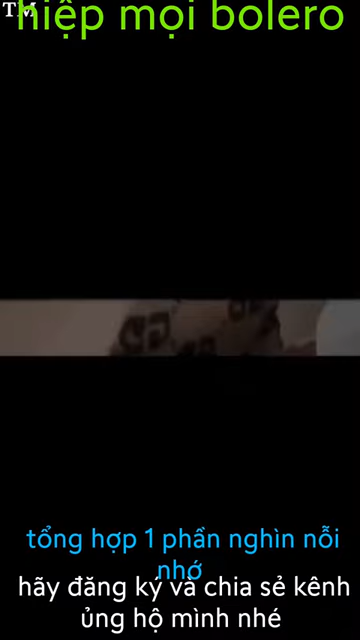 TM
hiệp mọi bolero
tổng hợp 1 phần nghìn nỗi
nhớ
hãy đăng ký và chia sẻ kênh
ủng hộ mình nhé